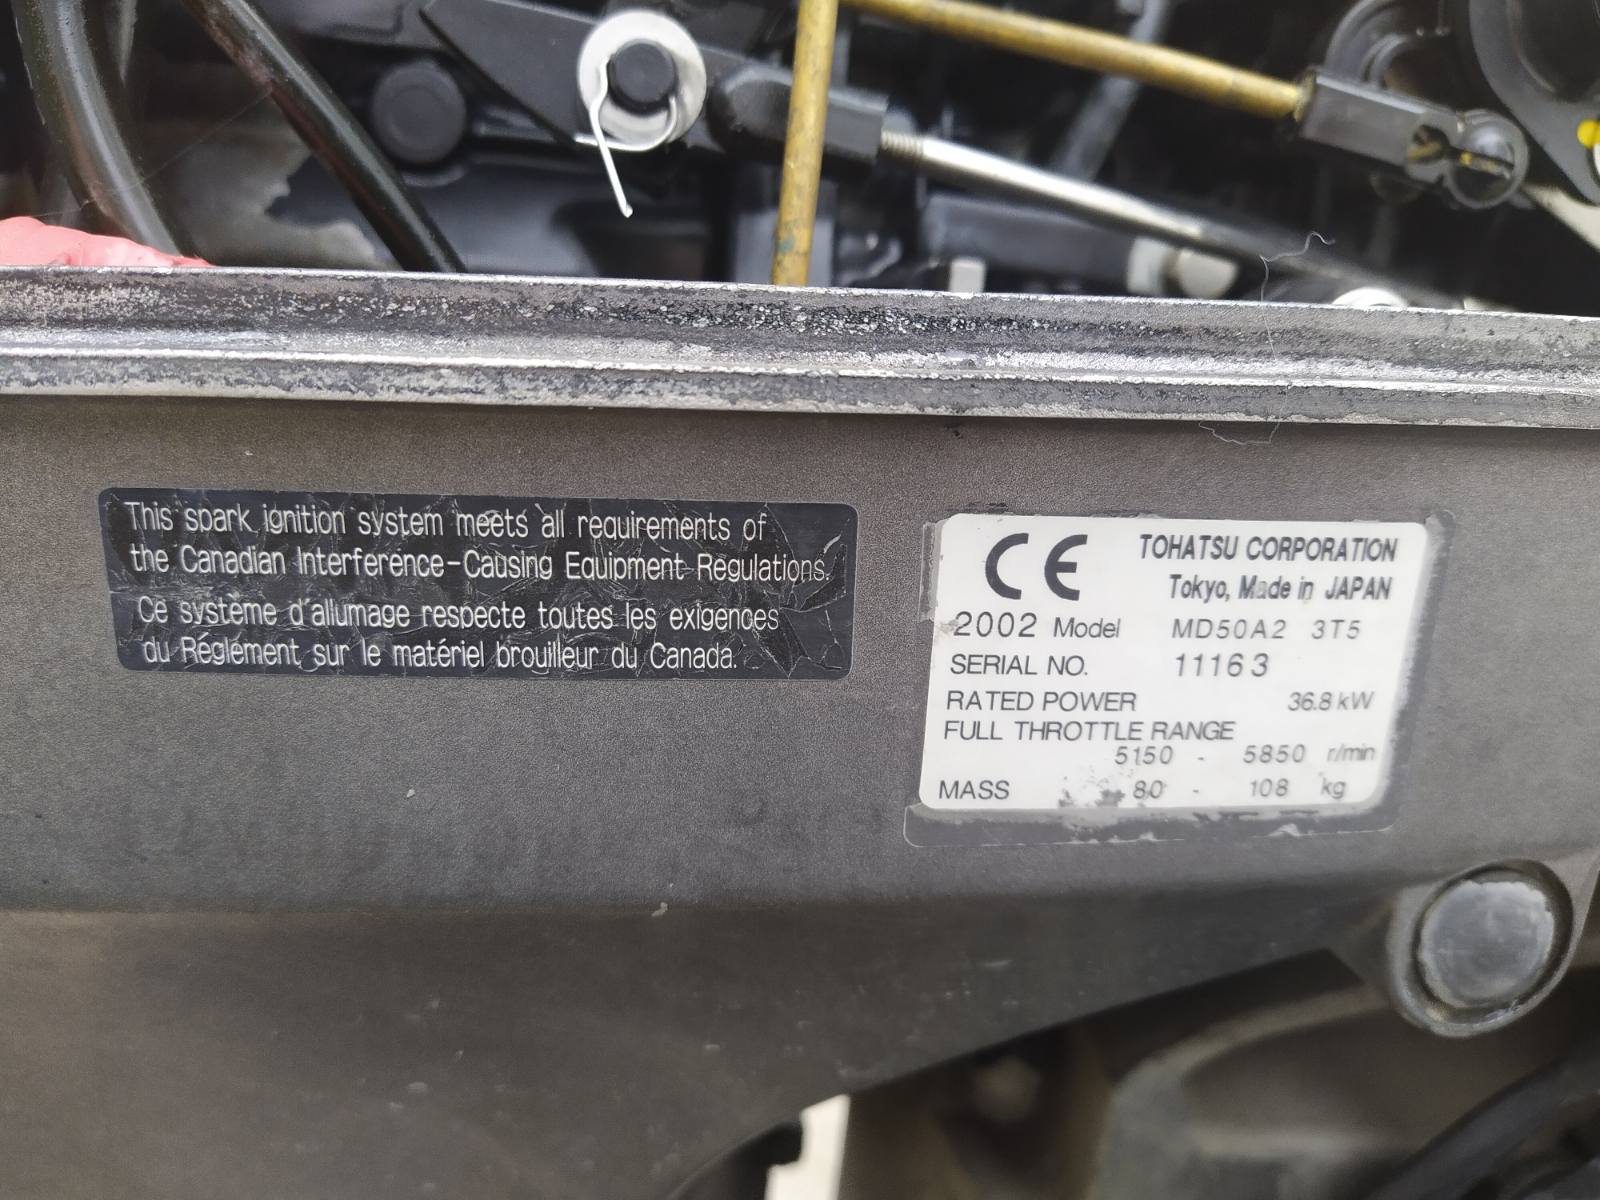 This spark ignition system meets all requirements of
the Canadian Interference-Causing Equipment Regulations.
Ce système d'allumage respecte toutes les exigences
du Réglement sur le matériel brouilleur du Canada.
CE TOHATSU CORPORATION
Tokyo, Made in JAPAN
2002 Model MD50A2 3T5
SERIAL NO. 11163
RATED POWER 36.8 kW
FULL THROTTLE RANGE
5150 - 5850 r/min
MASS 80 - 108 kg